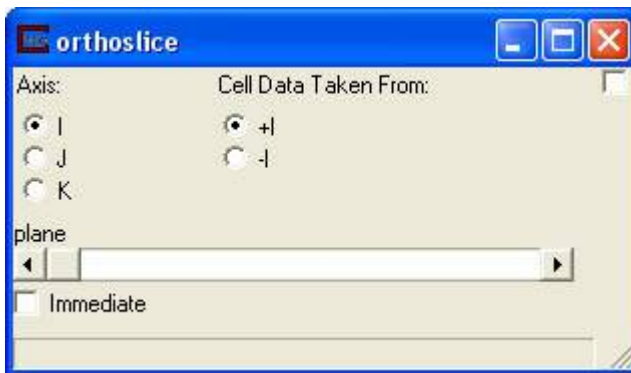 orthoslice
Axis: Cell Data Taken From:
I +I
J -I
K
plane
Immediate